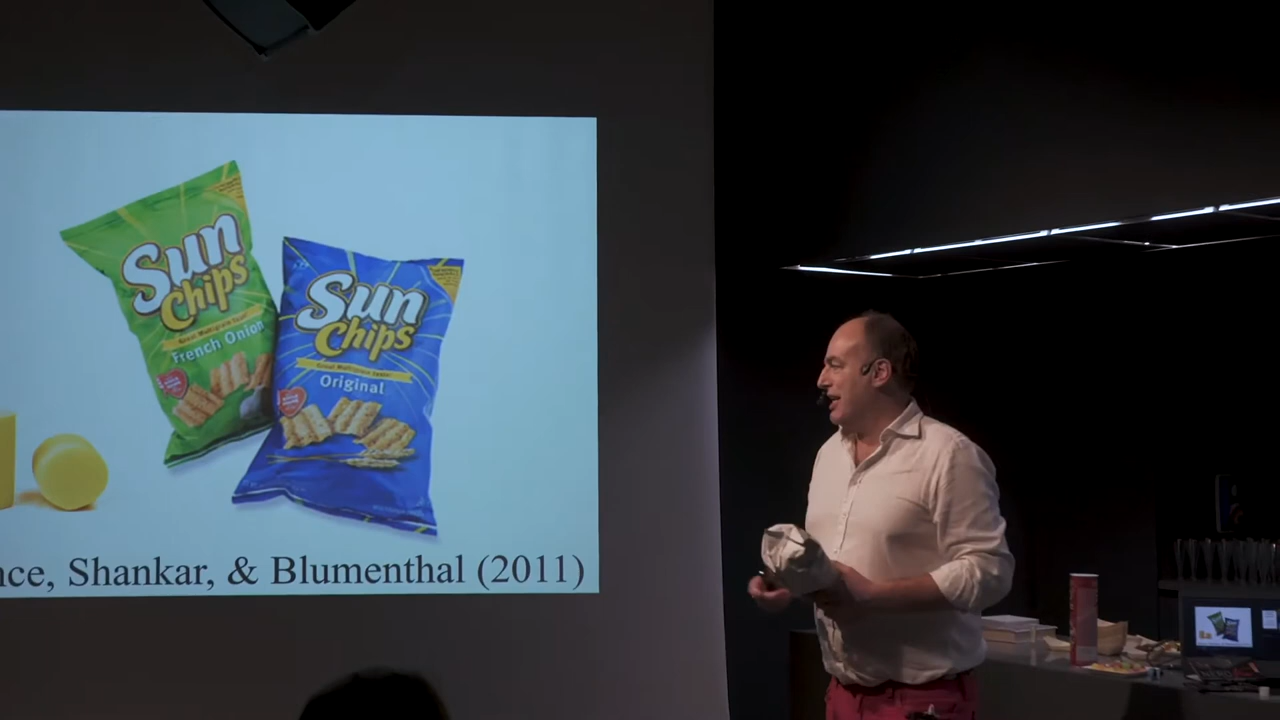 Sun
Chips
French Onion
Sun
Chips
Original
nce, Shankar, & Blumenthal (2011)